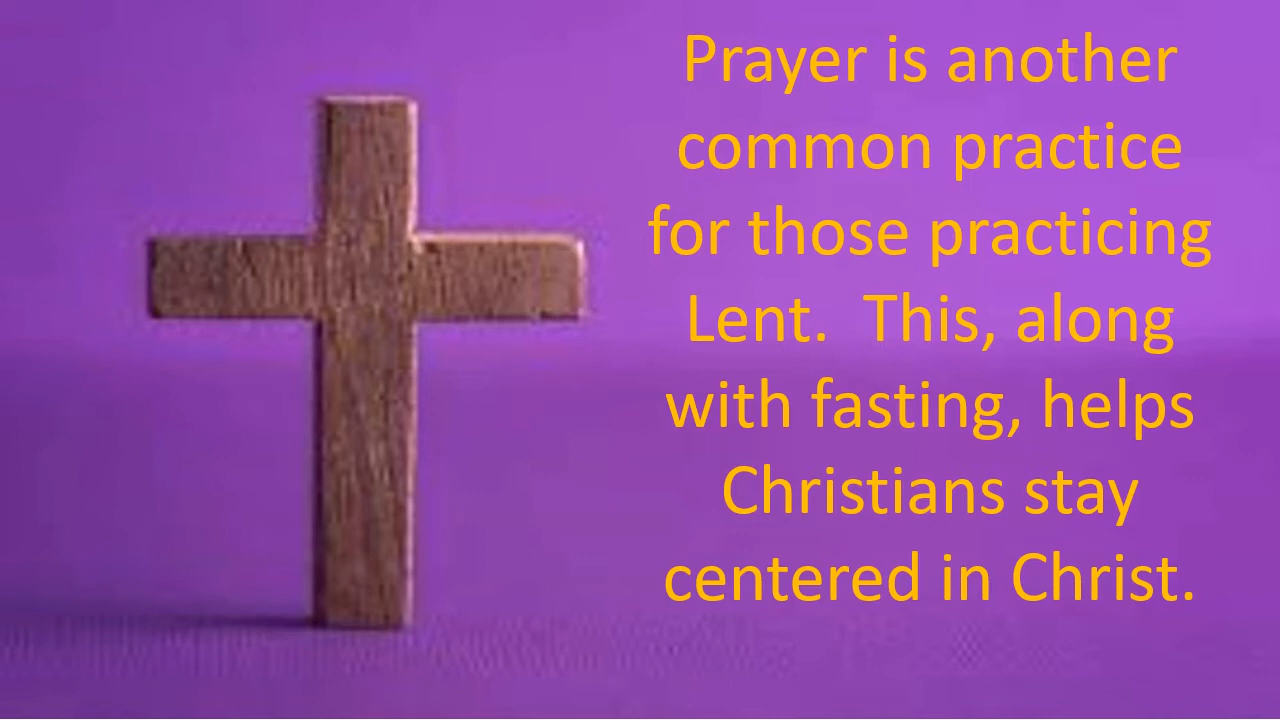 Prayer is another
common practice
for those practicing
Lent.  This, along
with fasting, helps
Christians stay
centered in Christ.